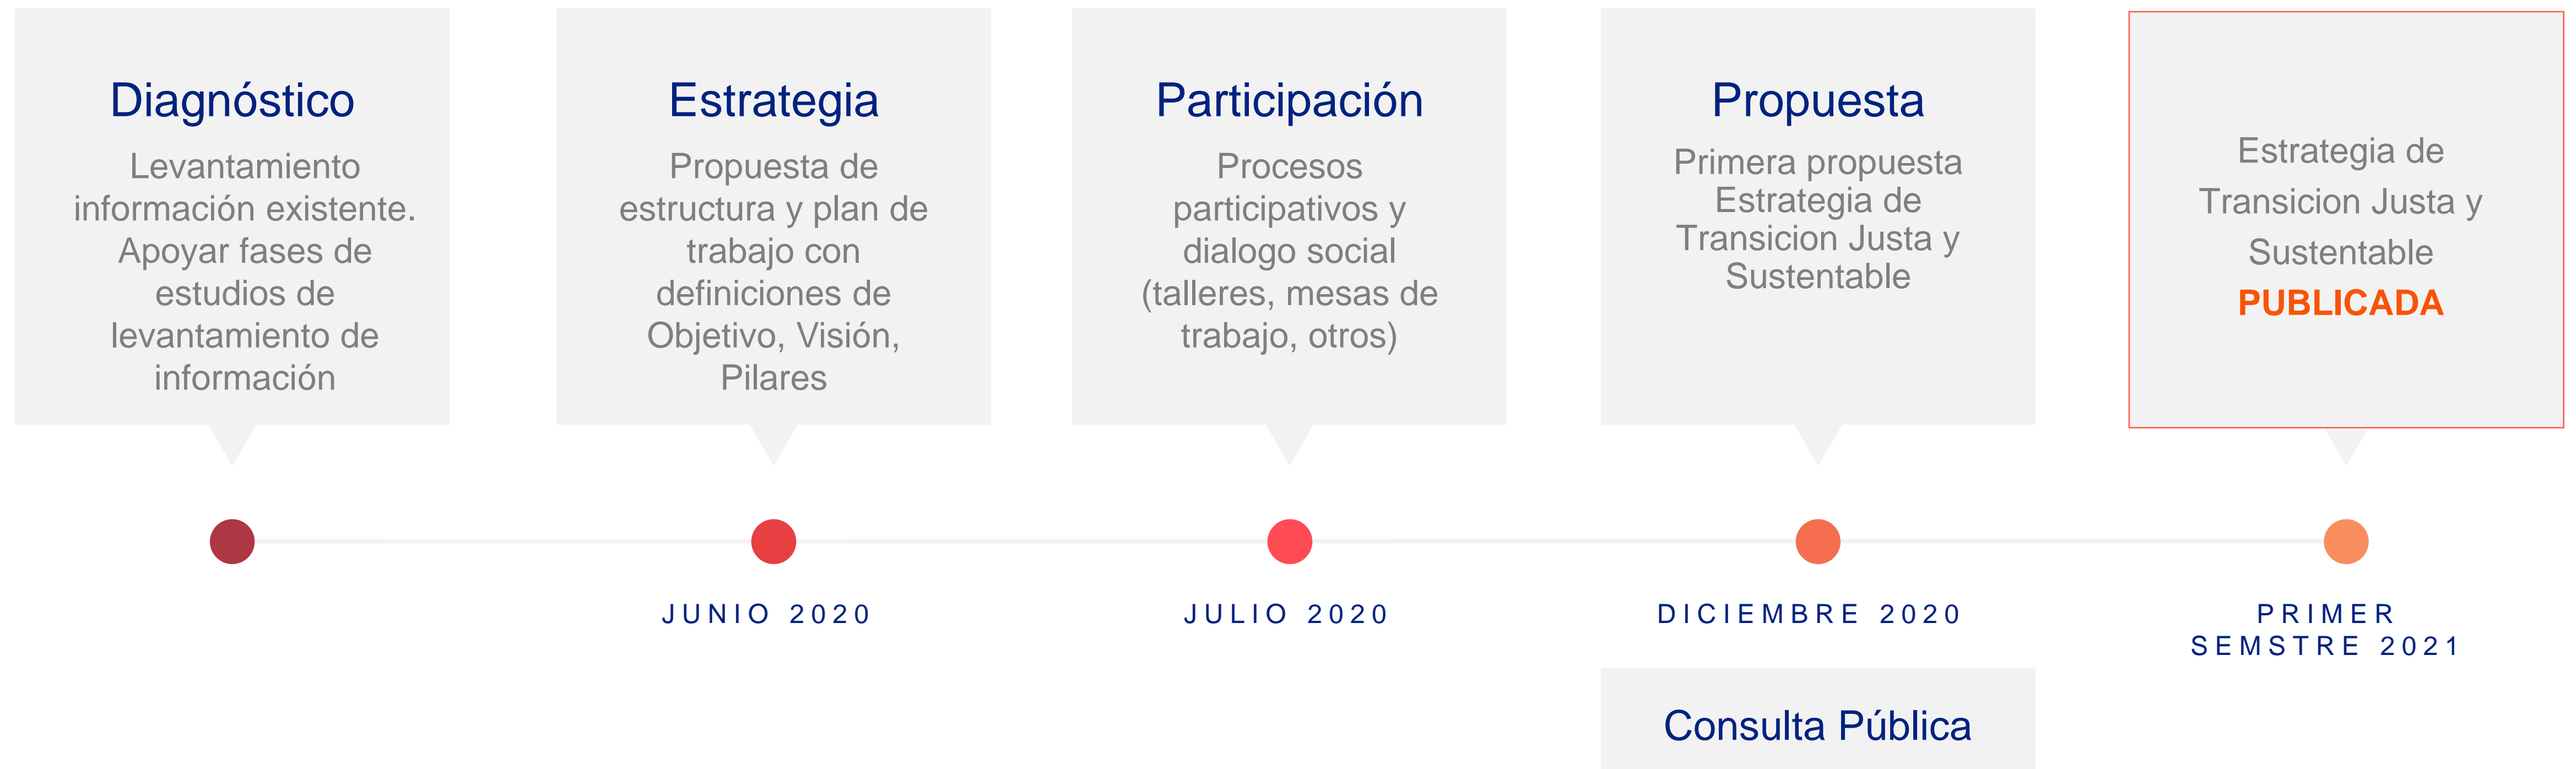 Diagnóstico
Levantamiento
información existente.
Apoyar fases de
estudios de
levantamiento de
información
Estrategia
Propuesta de
estructura y plan de
trabajo con
definiciones de
Objetivo, Visión,
Pilares
Participación
Procesos
participativos y
dialogo social
(talleres, mesas de
trabajo, otros)
Propuesta
Primera propuesta
Estrategia de
Transicion Justa y
Sustentable
Estrategia de
Transicion Justa y
Sustentable
PUBLICADA
JUNIO 2020
JULIO 2020
DICIEMBRE 2020
PRIMER
SEMSTRE 2021
Consulta Pública